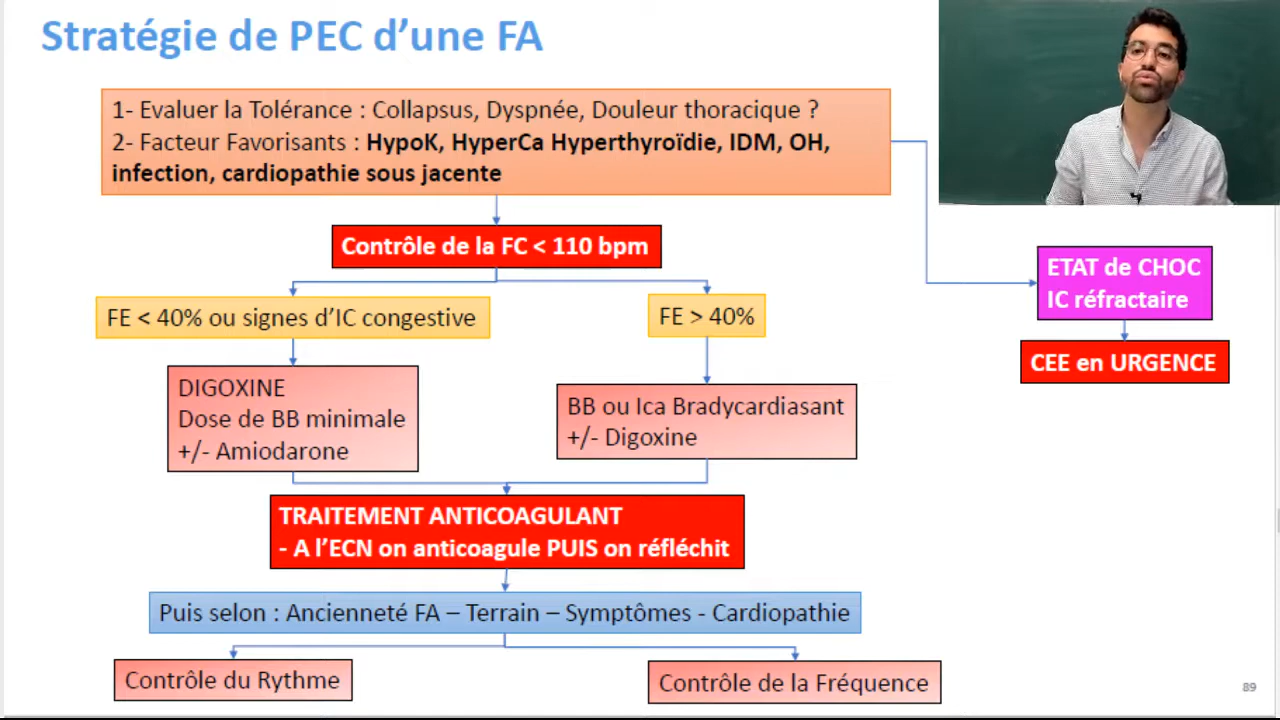 Stratégie de PEC d’une FA
1- Evaluer la Tolérance : Collapsus, Dyspnée, Douleur thoracique ?
2- Facteur Favorisants : HypoK, HyperCa Hyperthyroïdie, IDM, OH,
infection, cardiopathie sous jacente
Contrôle de la FC < 110 bpm
ETAT de CHOC
IC réfractaire
FE < 40% ou signes d’IC congestive
FE > 40%
CEE en URGENCE
DIGOXINE
Dose de BB minimale
+/- Amiodarone
BB ou Ica Bradycardiasant
+/- Digoxine
TRAITEMENT ANTICOAGULANT
- A l’ECN on anticoagule PUIS on réfléchit
Puis selon : Ancienneté FA – Terrain – Symptômes - Cardiopathie
Contrôle du Rythme
Contrôle de la Fréquence
89